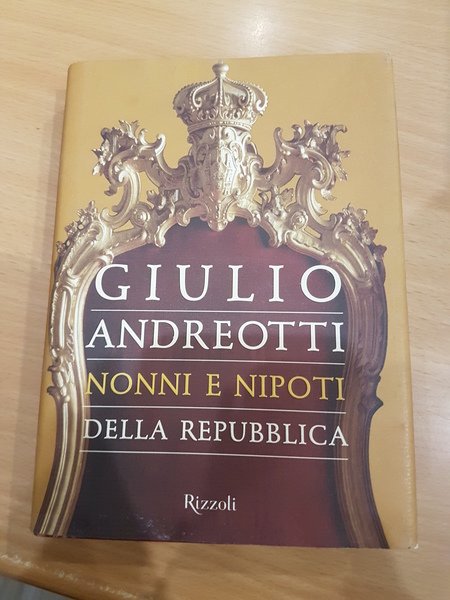 GIULIO
ANDREOTTI
NONNI E NIPOTI
DELLA REPUBBLICA
Rizzoli